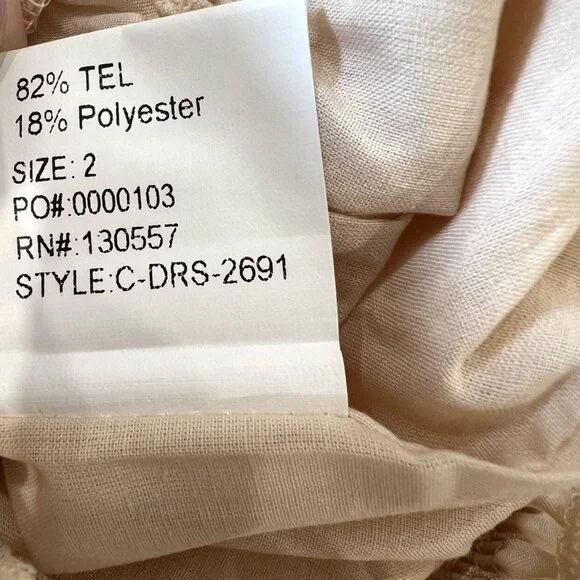 82% TEL
18% Polyester
SIZE: 2
PO#:0000103
RN#:130557
STYLE:C-DRS-2691